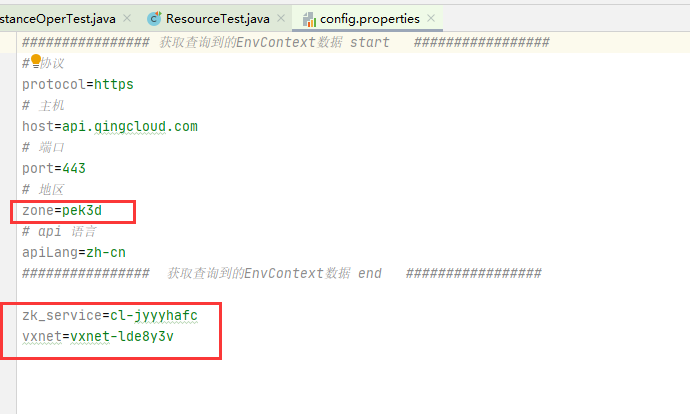 stanceOperTest.java ResourceTest.java config.properties
################ 获取查询到的EnvContext数据 start #################
# 协议
protocol=https
# 主机
host=api.qingcloud.com
# 端口
port=443
# 地区
zone=pek3d
# api 语言
apiLang=zh-cn
################ 获取查询到的EnvContext数据 end #################
zk_service=cl-jyyyhafc
vxnet=vxnet-lde8y3v